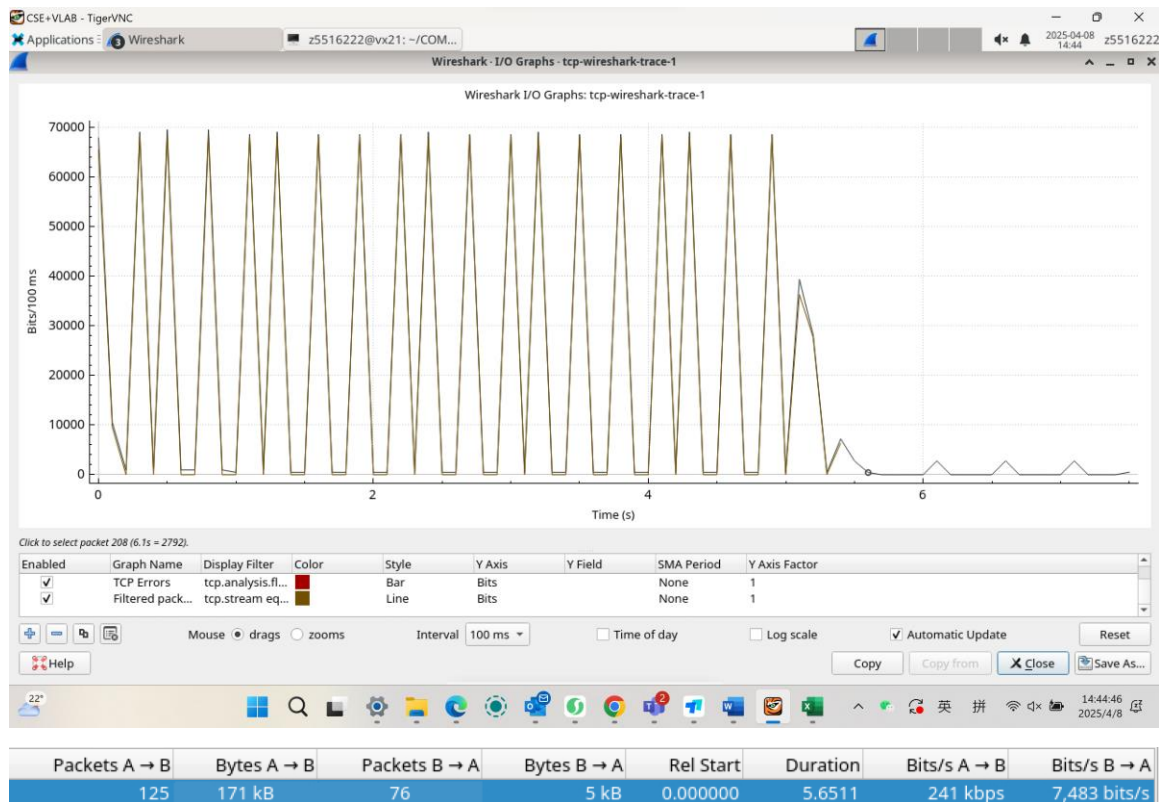 CSE+VLAB - TigerVNC
Applications Wireshark z5516222@vx21: ~/COM... 2025-04-08 14:44 z5516222
Wireshark · I/O Graphs · tcp-wireshark-trace-1
Wireshark I/O Graphs: tcp-wireshark-trace-1
70000
60000
50000
40000
30000
20000
10000
0
Bits/100 ms
0 2 4 6
Time (s)
Click to select packet 208 (6.1s = 2792).
Enabled Graph Name Display Filter Color Style Y Axis Y Field SMA Period Y Axis Factor
TCP Errors tcp.analysis.fl... Bar Bits None 1
Filtered pack... tcp.stream eq... Line Bits None 1
Mouse drags zooms Interval 100 ms Time of day Log scale Automatic Update Reset
Help Copy Copy from Close Save As...
22° 英 拼 14:44:46
2025/4/8
Packets A → B Bytes A → B Packets B → A Bytes B → A Rel Start Duration Bits/s A → B Bits/s B → A
125 171 kB 76 5 kB 0.000000 5.6511 241 kbps 7,483 bits/s